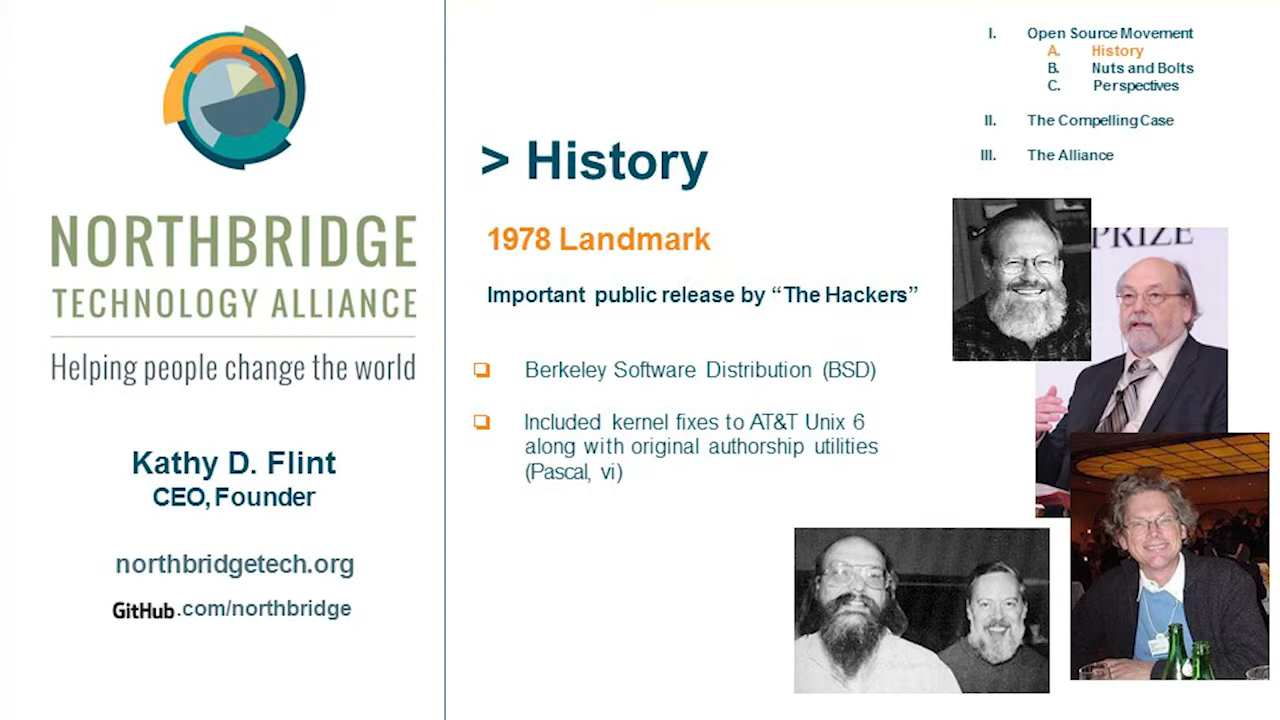 NORTHBRIDGE
TECHNOLOGY ALLIANCE
Helping people change the world
Kathy D. Flint
CEO, Founder
northbridgetech.org
GitHub.com/northbridge
I. Open Source Movement
A. History
B. Nuts and Bolts
C. Perspectives
II. The Compelling Case
III. The Alliance
> History
1978 Landmark
Important public release by “The Hackers”
❑ Berkeley Software Distribution (BSD)
❑ Included kernel fixes to AT&T Unix 6
along with original authorship utilities
(Pascal, vi)
PRIZE